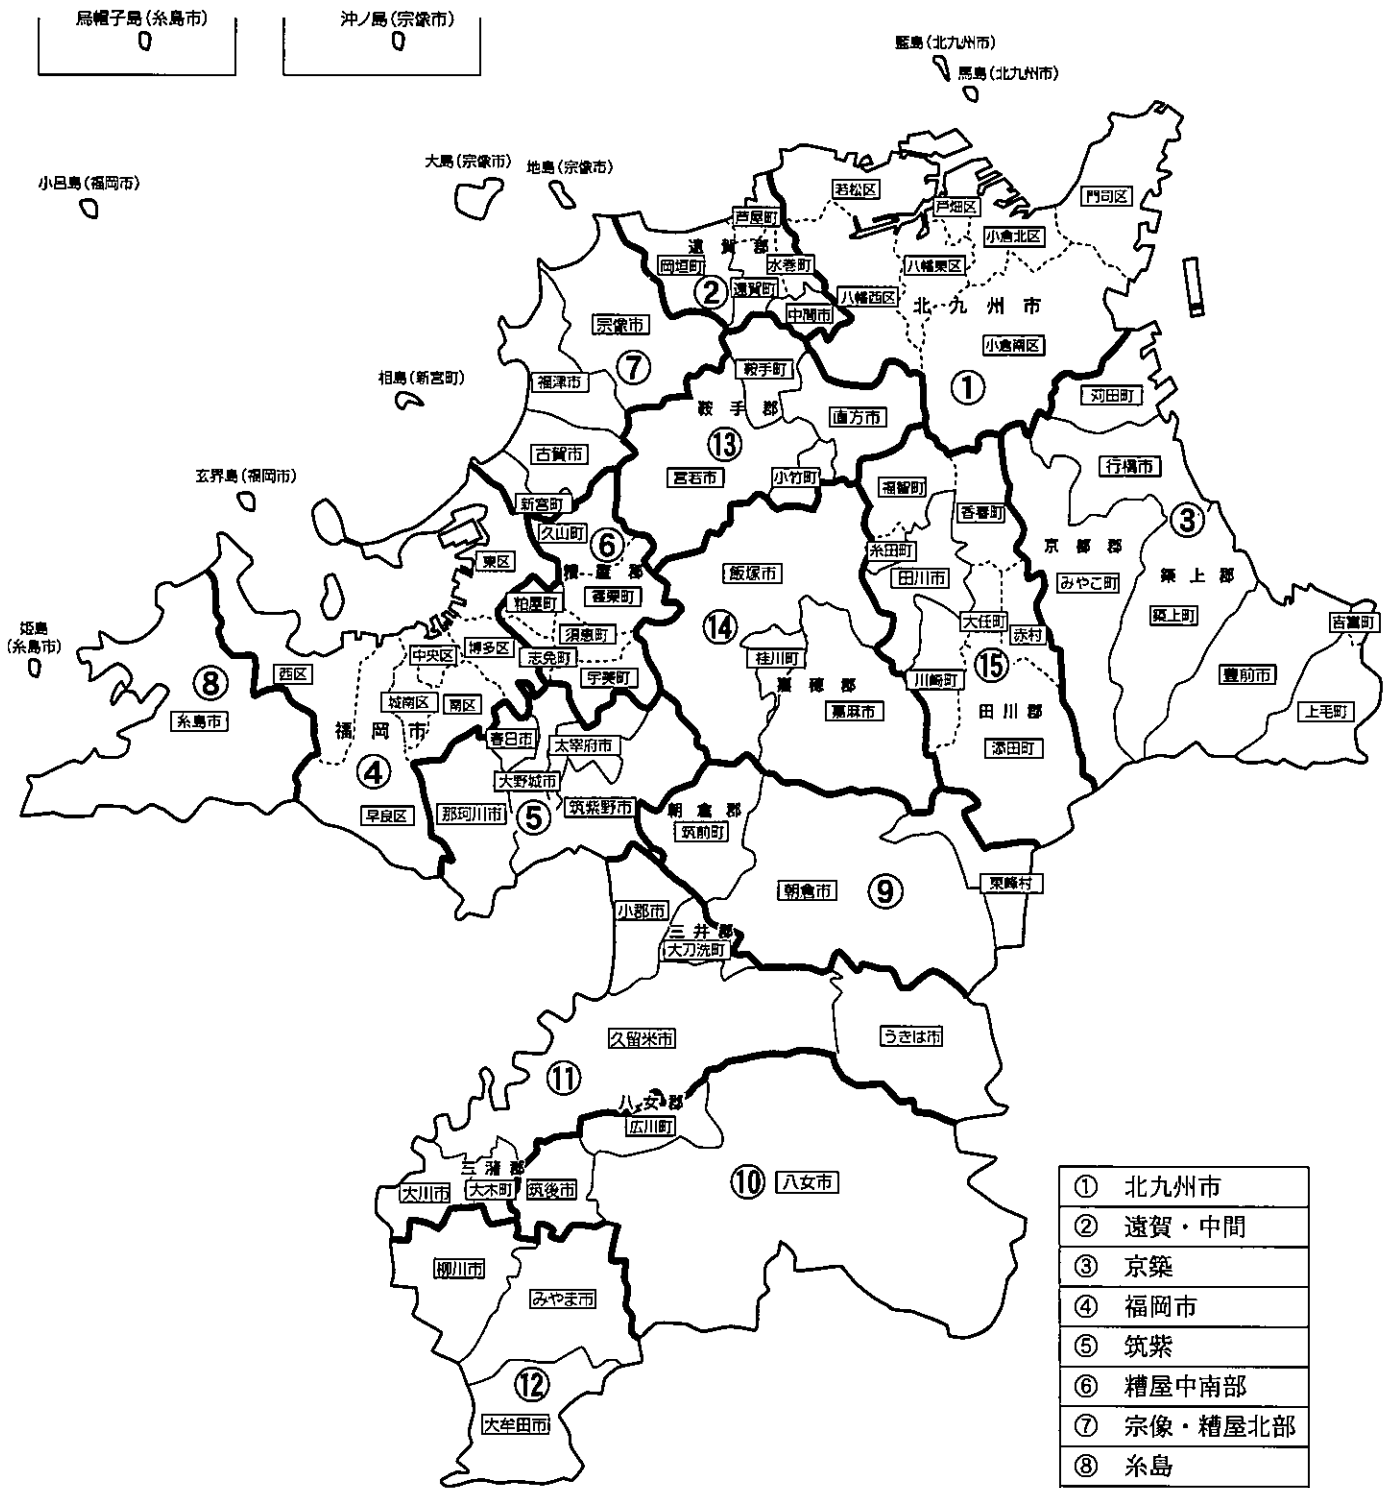 烏帽子島(糸島市)
沖ノ島(宗像市)
藍島(北九州市)
馬島(北九州市)
大島(宗像市)
地島(宗像市)
小呂島(福岡市)
若松区
戸畑区
門司区
芦屋町
小倉北区
遠賀郡
岡垣町
水巻町
八幡東区
②
遠賀町
八幡西区
北九州市
中間市
宗像市
小倉南区
⑦
鞍手町
①
相島(新宮町)
福津市
苅田町
鞍手郡
直方市
⑬
古賀市
行橋市
玄界島(福岡市)
宮若市
小竹町
福智町
新宮町
香春町
③
久山町
⑥
東区
糸田町
京都郡
糟屋郡
飯塚市
田川市
みやこ町
築上郡
篠栗町
粕屋町
姫島
(糸島市)
須恵町
⑭
大任町
赤村
築上町
吉富町
中央区
博多区
志免町
桂川町
⑮
⑧
西区
宇美町
嘉穂郡
川崎町
豊前市
城南区
南区
嘉麻市
田川郡
上毛町
糸島市
福岡市
春日市
太宰府市
添田町
④
大野城市
早良区
那珂川市
⑤
筑紫野市
朝倉郡
筑前町
朝倉市
⑨
東峰村
小郡市
三井郡
大刀洗町
久留米市
うきは市
⑪
八女郡
広川町
三潴郡
大川市
大木町
筑後市
⑩
八女市
柳川市
みやま市
⑫
大牟田市
① 北九州市
② 遠賀・中間
③ 京築
④ 福岡市
⑤ 筑紫
⑥ 糟屋中南部
⑦ 宗像・糟屋北部
⑧ 糸島